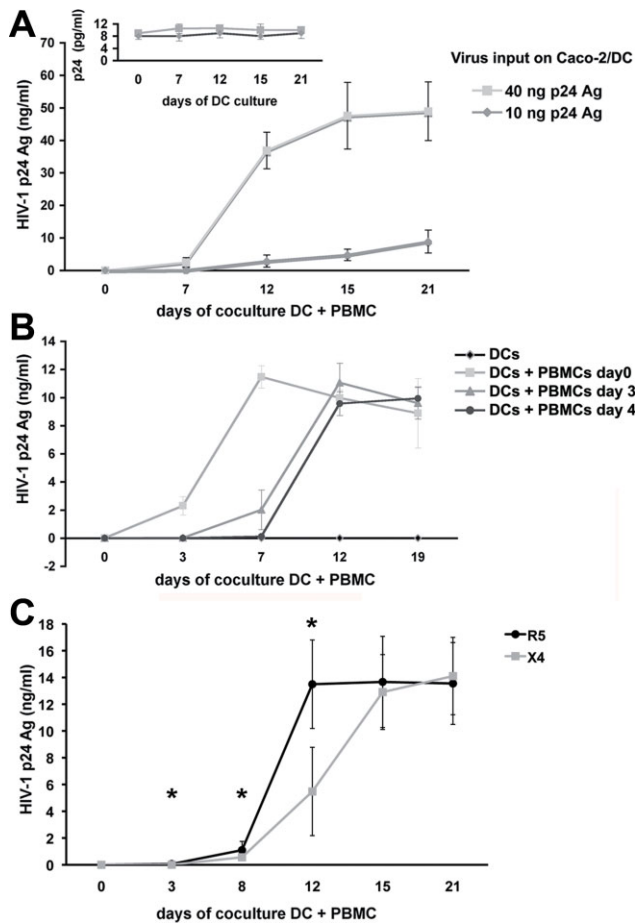 A
p24 (pg/ml)
12
8
4
0
0 7 12 15 21
days of DC culture
Virus input on Caco-2/DC
40 ng p24 Ag
10 ng p24 Ag
HIV-1 p24 Ag (ng/ml)
70
60
50
40
30
20
10
0
0 7 12 15 21
days of coculture DC + PBMC
B
HIV-1 p24 Ag (ng/ml)
14
12
10
8
6
4
2
0
-2
0 3 7 12 19
days of coculture DC + PBMC
DCs
DCs + PBMCs day0
DCs + PBMCs day 3
DCs + PBMCs day 4
C
HIV-1 p24 Ag (ng/ml)
18
16
14
12
10
8
6
4
2
0
* * *
R5
X4
0 3 8 12 15 21
days of coculture DC + PBMC